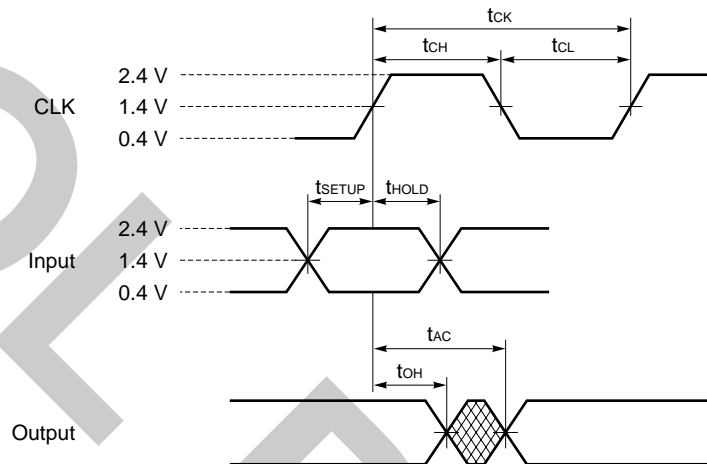 tCK
tCH tCL
2.4 V
CLK 1.4 V
0.4 V
tSETUP tHOLD
2.4 V
Input 1.4 V
0.4 V
tAC
tOH
Output